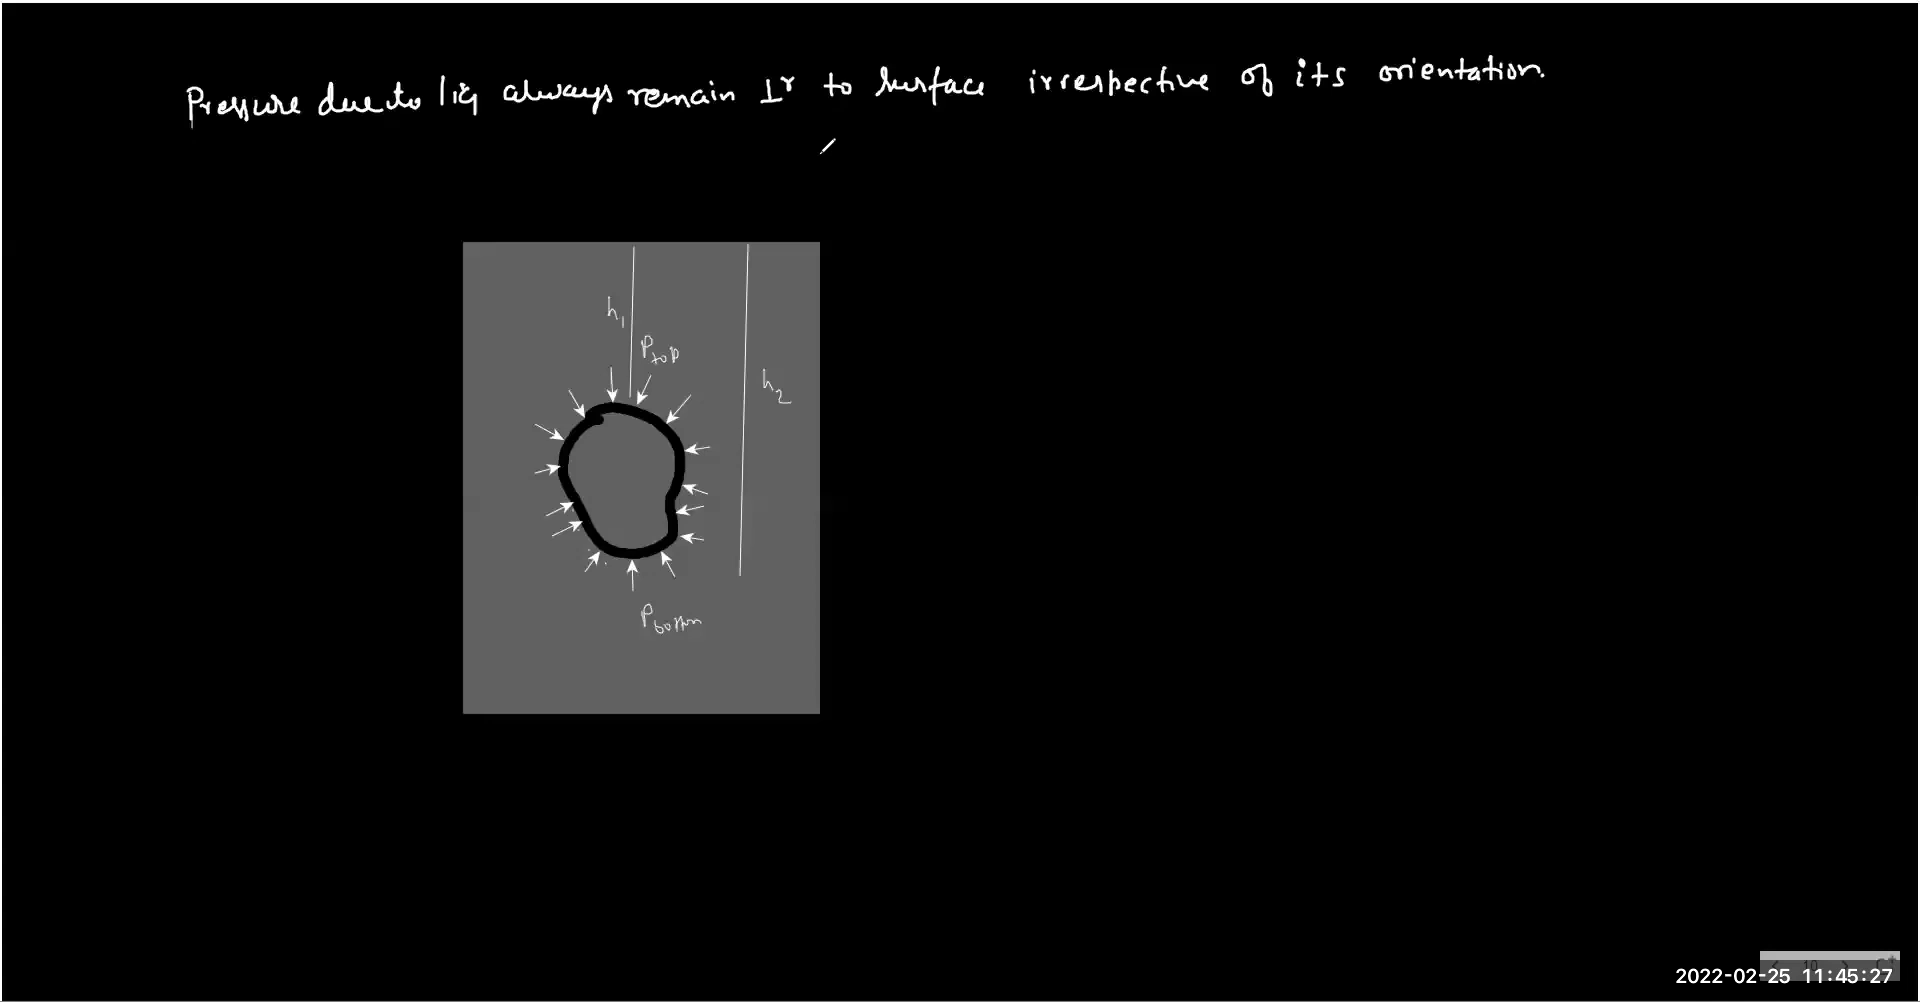 Pressure due to liq always remain ⊥r to surface irrespective of its orientation.
h1
Ptop
h2
Pbottom
10
2022-02-25 11:45:27